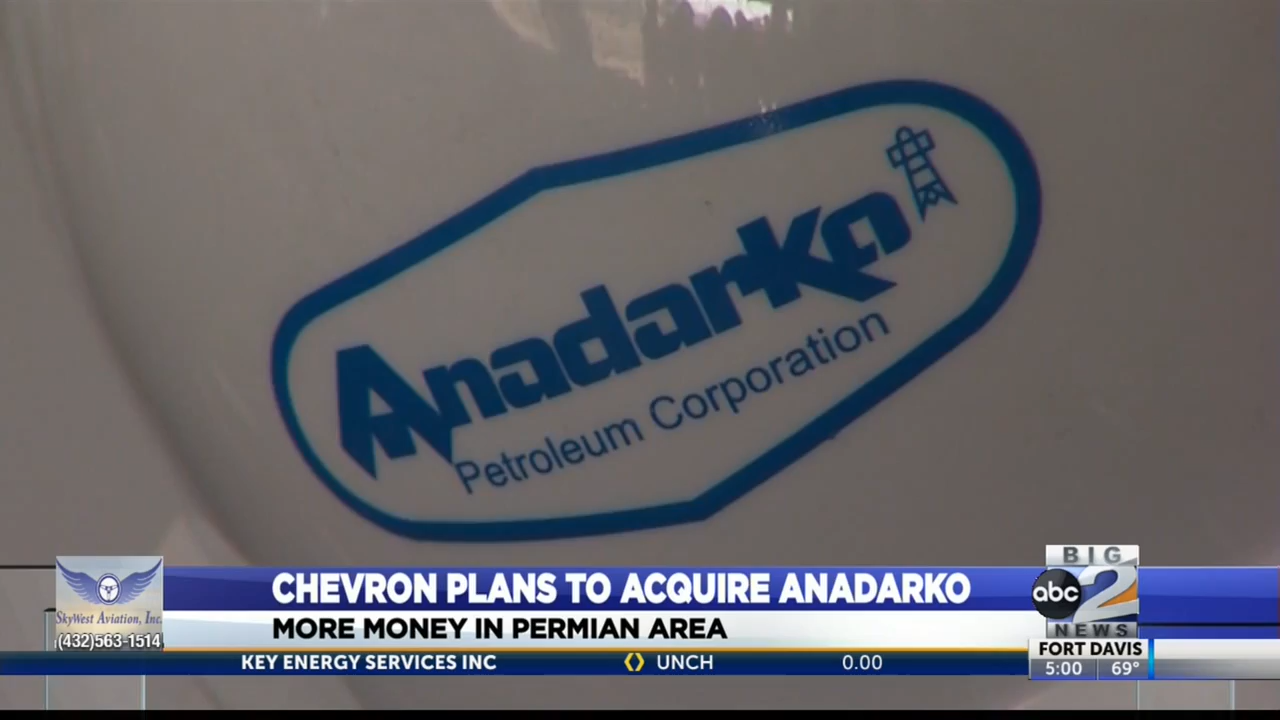 Anadarko
Petroleum Corporation
SkyWest Aviation, Inc.
(432)563-1514
CHEVRON PLANS TO ACQUIRE ANADARKO
MORE MONEY IN PERMIAN AREA
BIG
abc 2
NEWS
FORT DAVIS
5:00 69°
KEY ENERGY SERVICES INC UNCH 0.00